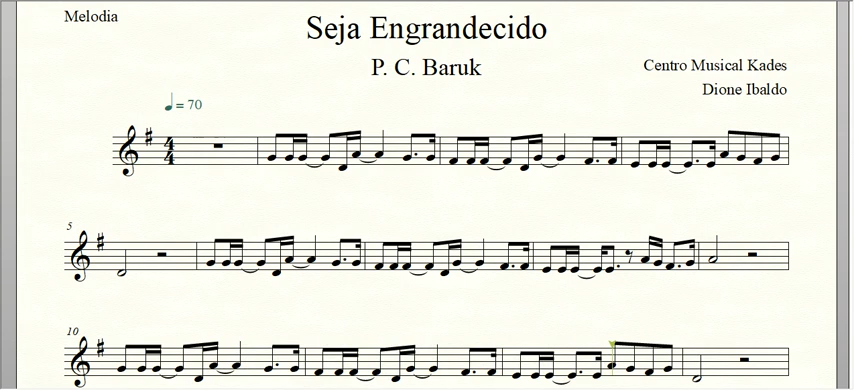 Melodia
Seja Engrandecido
P. C. Baruk
Centro Musical Kades
Dione Ibaldo
♩ = 70
4
4
5
10